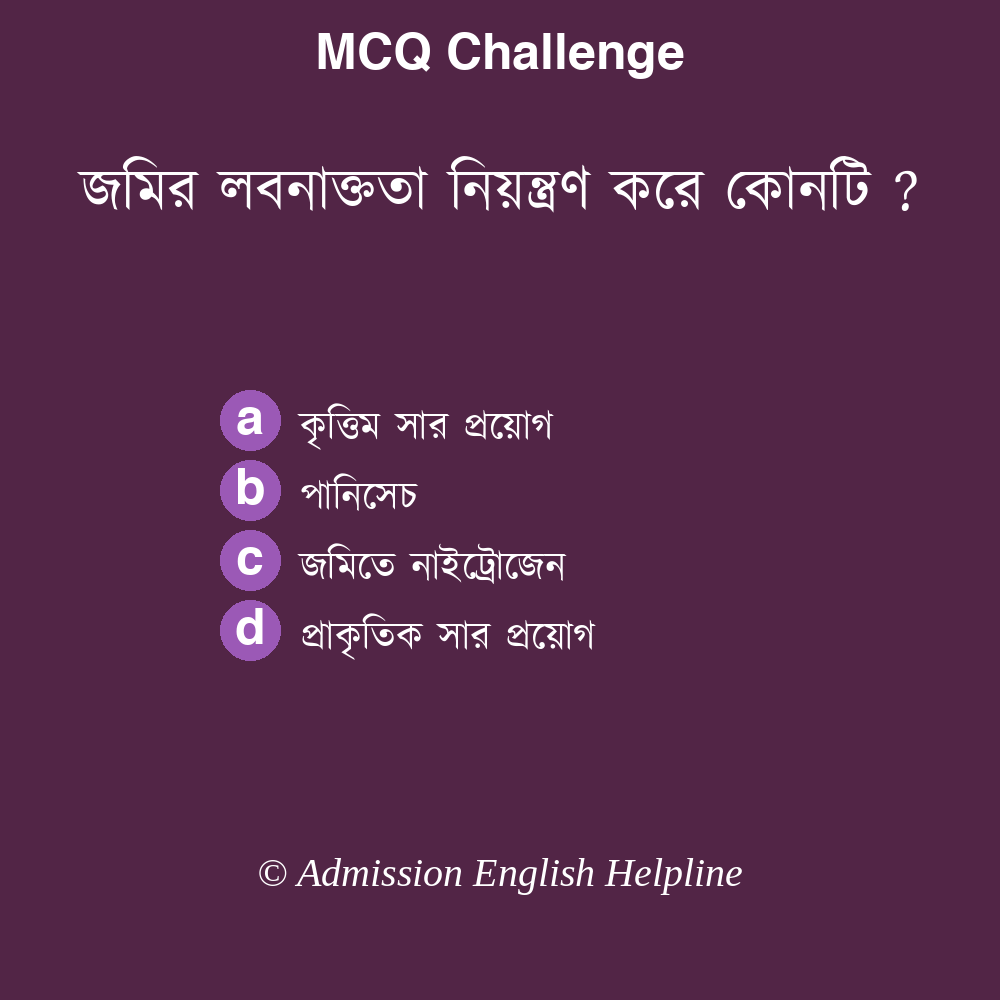 MCQ Challenge
জমির লবনাক্ততা নিয়ন্ত্রণ করে কোনটি ?
a কৃত্তিম সার প্রয়োগ
b পানিসেচ
c জমিতে নাইট্রোজেন
d প্রাকৃতিক সার প্রয়োগ
© Admission English Helpline